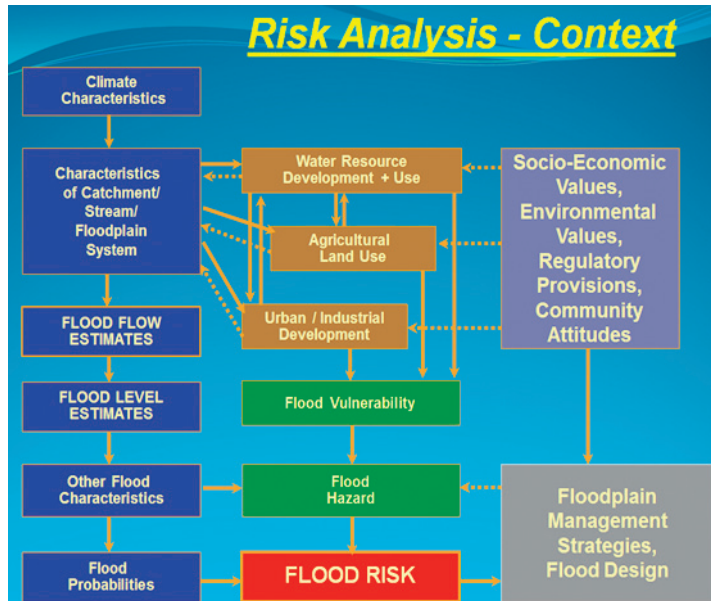 Risk Analysis - Context
Climate
Characteristics
Characteristics
of Catchment/
Stream/
Floodplain
System
FLOOD FLOW
ESTIMATES
FLOOD LEVEL
ESTIMATES
Other Flood
Characteristics
Flood
Probabilities
Water Resource
Development + Use
Agricultural
Land Use
Urban / Industrial
Development
Flood Vulnerability
Flood
Hazard
FLOOD RISK
Socio-Economic
Values,
Environmental
Values,
Regulatory
Provisions,
Community
Attitudes
Floodplain
Management
Strategies,
Flood Design